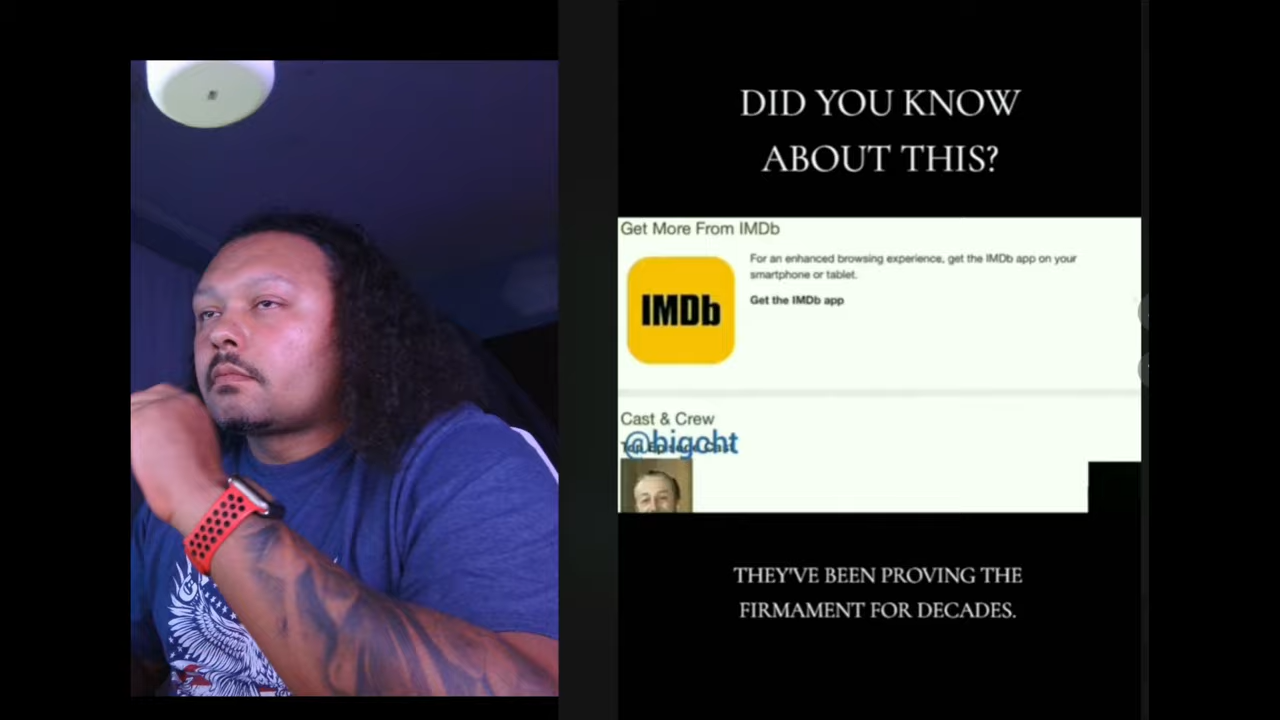 DID YOU KNOW
ABOUT THIS?
Get More From IMDb
IMDb
For an enhanced browsing experience, get the IMDb app on your
smartphone or tablet.
Get the IMDb app
Cast & Crew
@bigcht
THEY'VE BEEN PROVING THE
FIRMAMENT FOR DECADES.